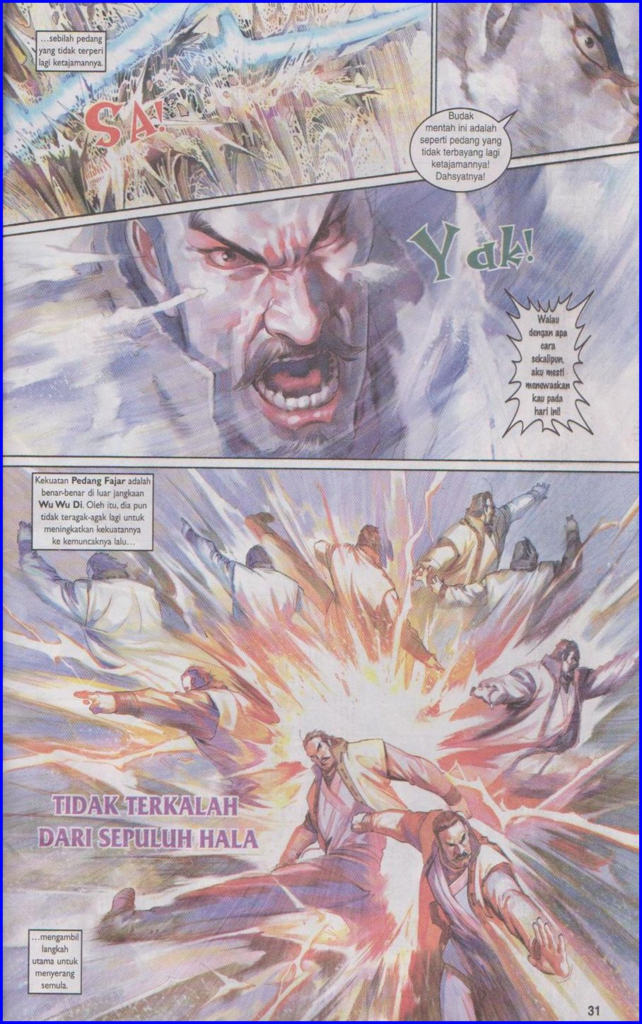 ...sebilah pedang
yang tidak terperi
lagi ketajamannya.
SA!
Budak
mentah ini adalah
seperti pedang yang
tidak terbayang lagi
ketajamannya!
Dahsyatnya!
Yak!
Walau
dengan apa
cara
sekalipun,
aku mesti
menewaskan
kau pada
hari ini!
Kekuatan Pedang Fajar adalah
benar-benar di luar jangkaan
Wu Wu Di. Oleh itu, dia pun
tidak teragak-agak lagi untuk
meningkatkan kekuatannya
ke kemuncaknya lalu...
TIDAK TERKALAH
DARI SEPULUH HALA
...mengambil
langkah
utama untuk
menyerang
semula.
31